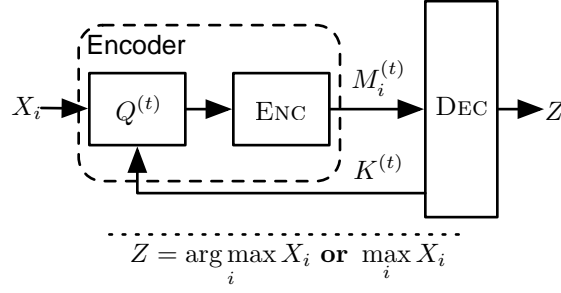 Encoder
X_i Q^{(t)} ENC M_i^{(t)} DEC Z
K^{(t)}
Z = arg max_i X_i or max_i X_i